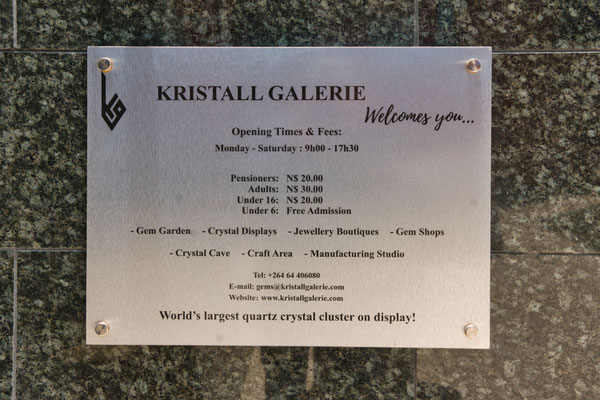 KRISTALL GALERIE
Welcomes you...
Opening Times & Fees:
Monday - Saturday : 9h00 - 17h30
Pensioners: N$ 20.00
Adults: N$ 30.00
Under 16: N$ 20.00
Under 6: Free Admission
- Gem Garden - Crystal Displays - Jewellery Boutiques - Gem Shops
- Crystal Cave - Craft Area - Manufacturing Studio
Tel: +264 64 406080
E-mail: gems@kristallgalerie.com
Website: www.kristallgalerie.com
World's largest quartz crystal cluster on display!